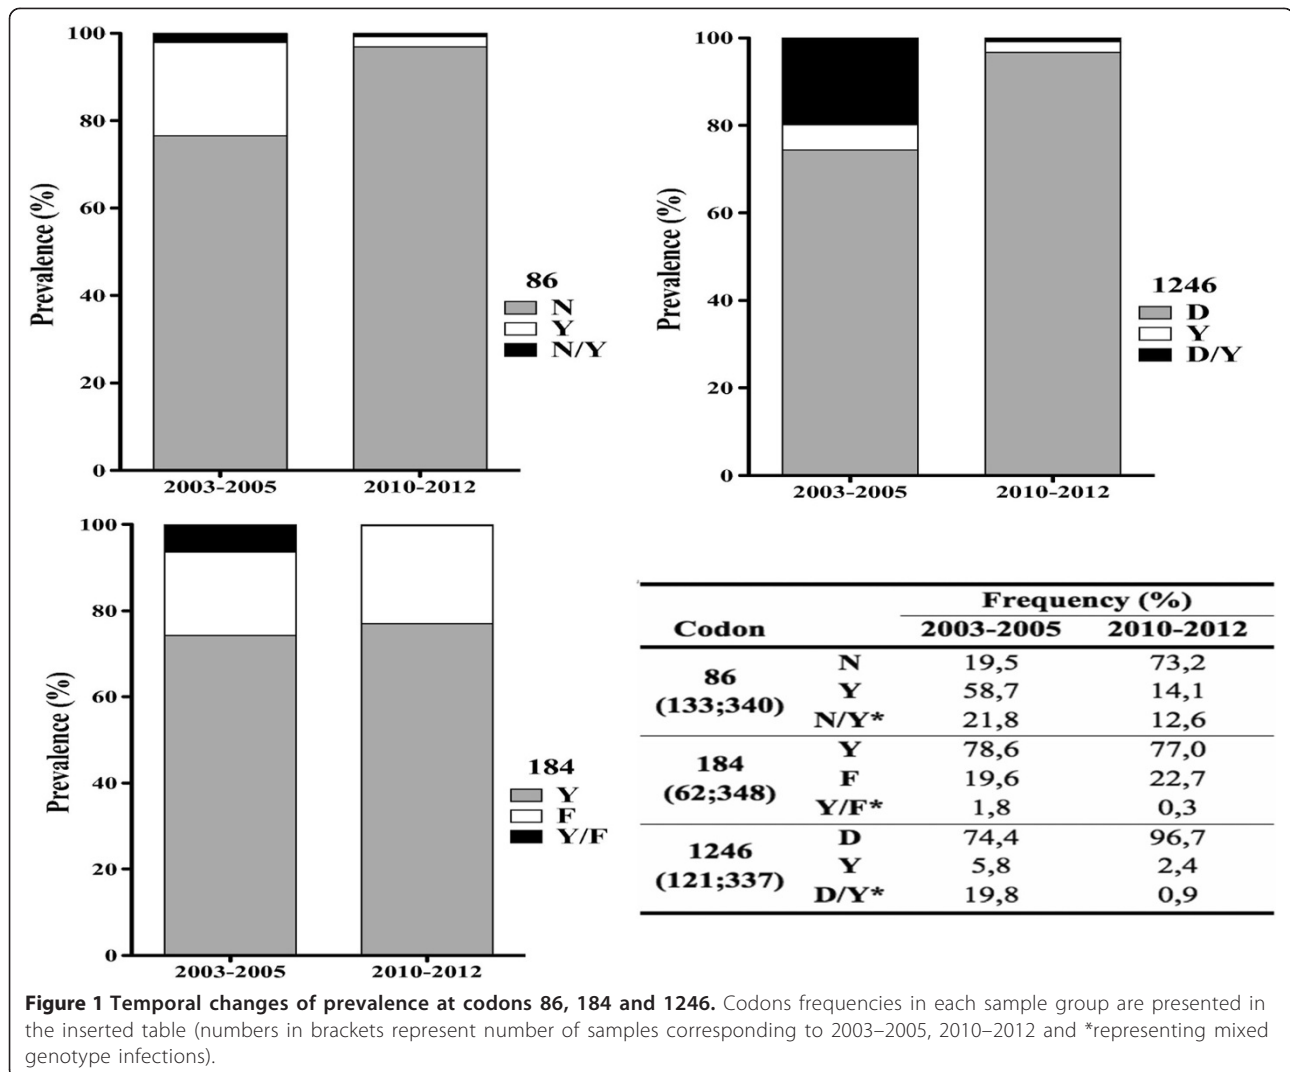 100
80
60
40
20
0
Prevalence (%)
2003-2005
2010-2012
86
N
Y
N/Y
100
80
60
40
20
0
Prevalence (%)
2003-2005
2010-2012
1246
D
Y
D/Y
100
80
60
40
20
0
Prevalence (%)
2003-2005
2010-2012
184
Y
F
Y/F
Frequency (%)
Codon 2003-2005 2010-2012
86 (133;340)
N 19,5 73,2
Y 58,7 14,1
N/Y* 21,8 12,6
184 (62;348)
Y 78,6 77,0
F 19,6 22,7
Y/F* 1,8 0,3
1246 (121;337)
D 74,4 96,7
Y 5,8 2,4
D/Y* 19,8 0,9
Figure 1 Temporal changes of prevalence at codons 86, 184 and 1246. Codons frequencies in each sample group are presented in
the inserted table (numbers in brackets represent number of samples corresponding to 2003–2005, 2010–2012 and *representing mixed
genotype infections).